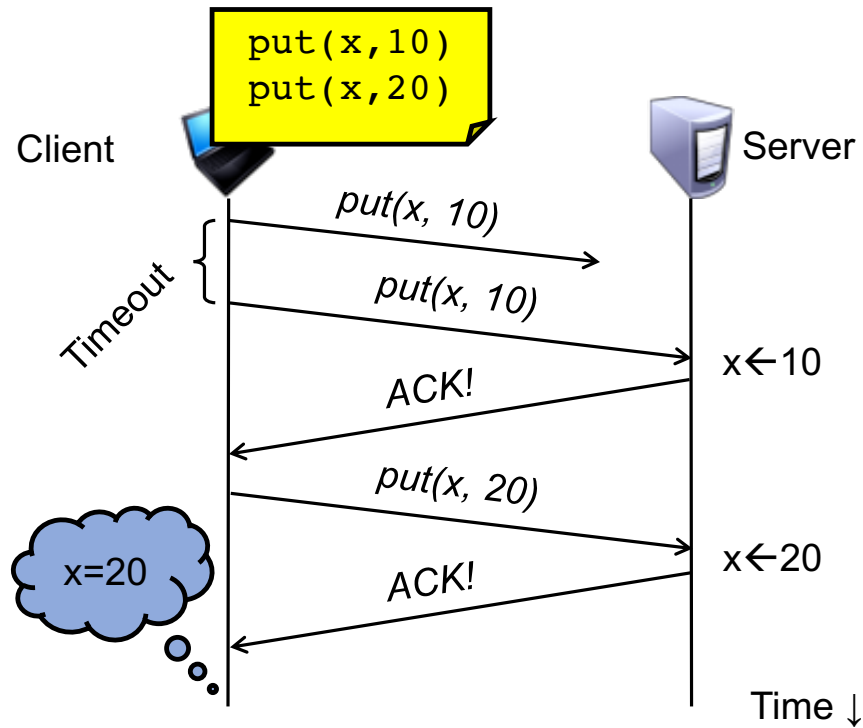 put(x,10)
put(x,20)
Client
Server
put(x, 10)
Timeout
put(x, 10)
x←10
ACK!
put(x, 20)
x=20
x←20
ACK!
Time ↓